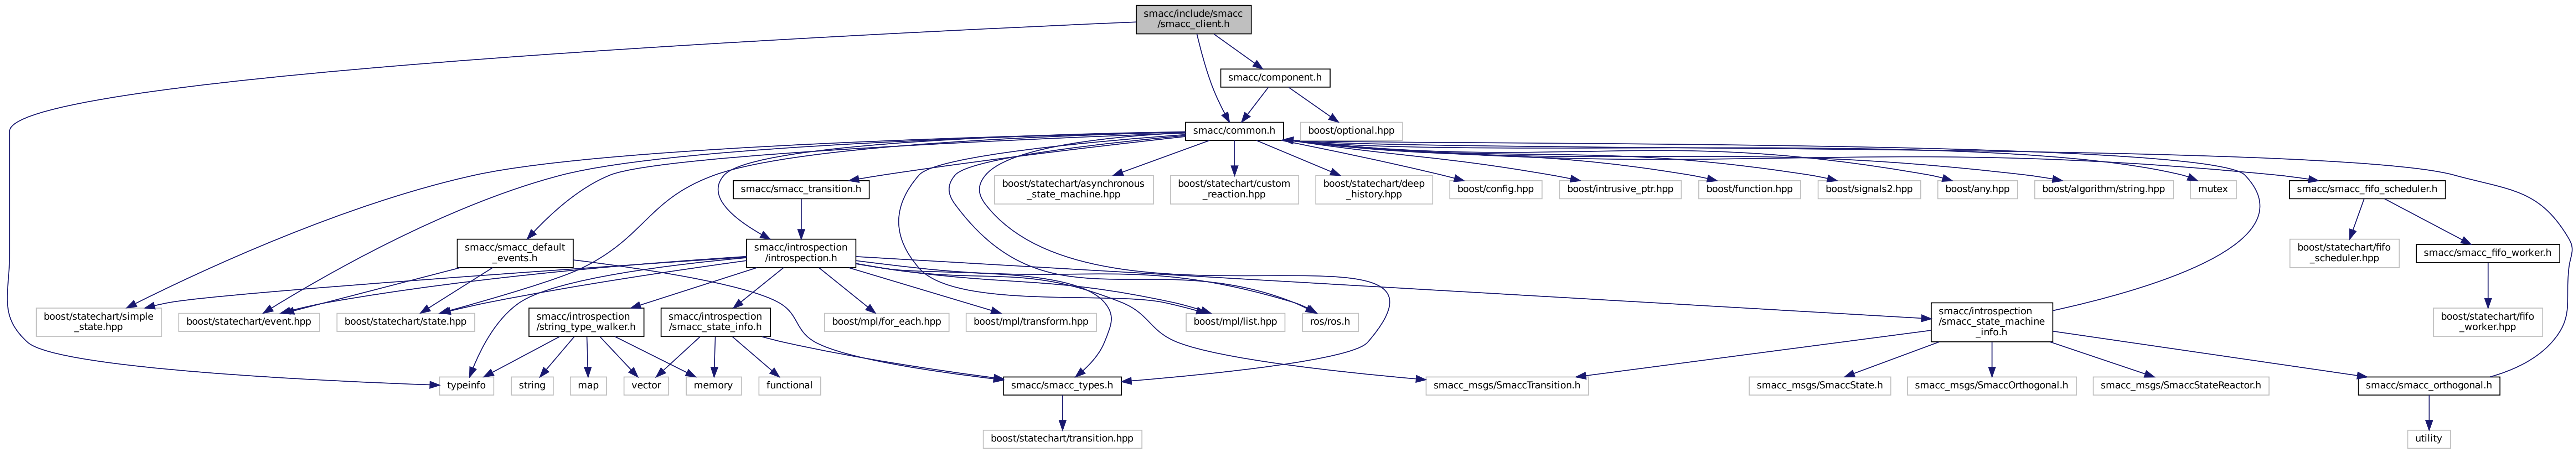 smacc/include/smacc
/smacc_client.h
smacc/component.h
smacc/common.h
boost/optional.hpp
smacc/smacc_transition.h
boost/statechart/asynchronous
_state_machine.hpp
boost/statechart/custom
_reaction.hpp
boost/statechart/deep
_history.hpp
boost/config.hpp
boost/intrusive_ptr.hpp
boost/function.hpp
boost/signals2.hpp
boost/any.hpp
boost/algorithm/string.hpp
mutex
smacc/smacc_fifo_scheduler.h
smacc/smacc_default
_events.h
smacc/introspection
/introspection.h
boost/statechart/fifo
_scheduler.hpp
smacc/smacc_fifo_worker.h
boost/statechart/simple
_state.hpp
boost/statechart/event.hpp
boost/statechart/state.hpp
smacc/introspection
/string_type_walker.h
smacc/introspection
/smacc_state_info.h
boost/mpl/for_each.hpp
boost/mpl/transform.hpp
boost/mpl/list.hpp
ros/ros.h
smacc/introspection
/smacc_state_machine
_info.h
boost/statechart/fifo
_worker.hpp
typeinfo
string
map
vector
memory
functional
smacc/smacc_types.h
smacc_msgs/SmaccTransition.h
smacc_msgs/SmaccState.h
smacc_msgs/SmaccOrthogonal.h
smacc_msgs/SmaccStateReactor.h
smacc/smacc_orthogonal.h
boost/statechart/transition.hpp
utility